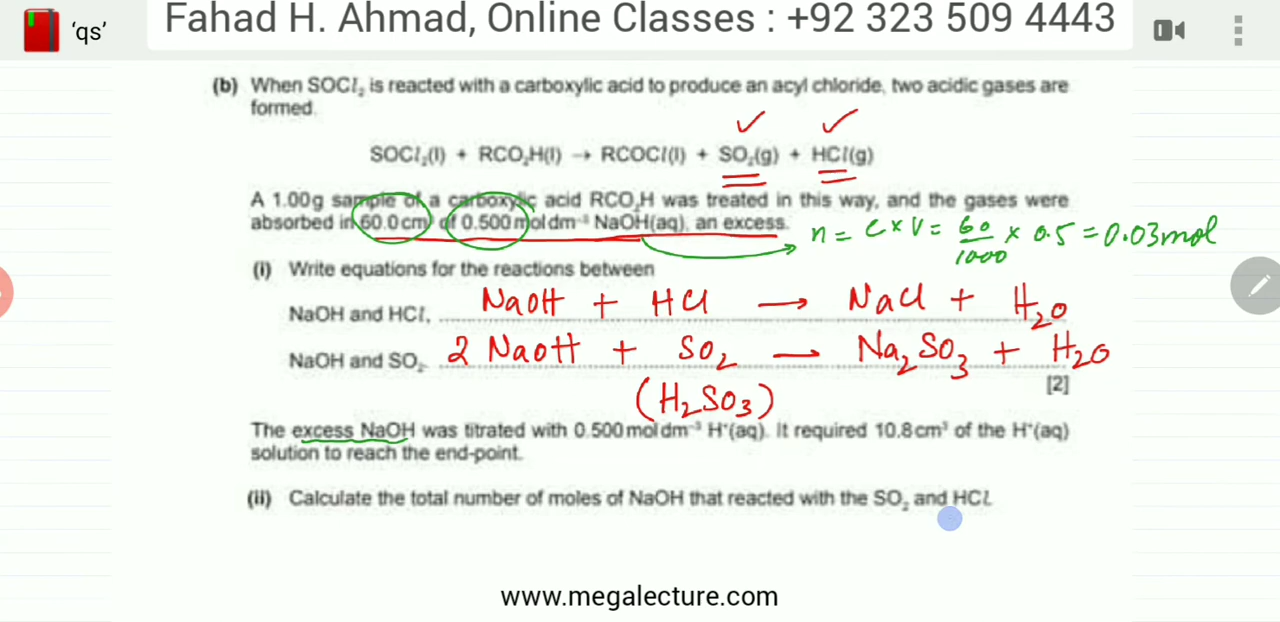 'qs'
Fahad H. Ahmad, Online Classes : +92 323 509 4443
(b) When SOCl₂ is reacted with a carboxylic acid to produce an acyl chloride, two acidic gases are
formed.
SOCl₂(l) + RCO₂H(l) → RCOCl(l) + SO₂(g) + HCl(g)
A 1.00g sample of a carboxylic acid RCO₂H was treated in this way, and the gases were
absorbed in 60.0cm³ of 0.500 mol dm⁻³ NaOH(aq), an excess.
n = c × v = 60/1000 × 0.5 = 0.03 mol
(i) Write equations for the reactions between
NaOH and HCl, NaOH + HCl → NaCl + H₂O
NaOH and SO₂. 2 NaOH + SO₂ → Na₂SO₃ + H₂O
(H₂SO₃)
[2]
The excess NaOH was titrated with 0.500 mol dm⁻³ H⁺(aq). It required 10.8cm³ of the H⁺(aq)
solution to reach the end-point.
(ii) Calculate the total number of moles of NaOH that reacted with the SO₂ and HCl.
www.megalecture.com